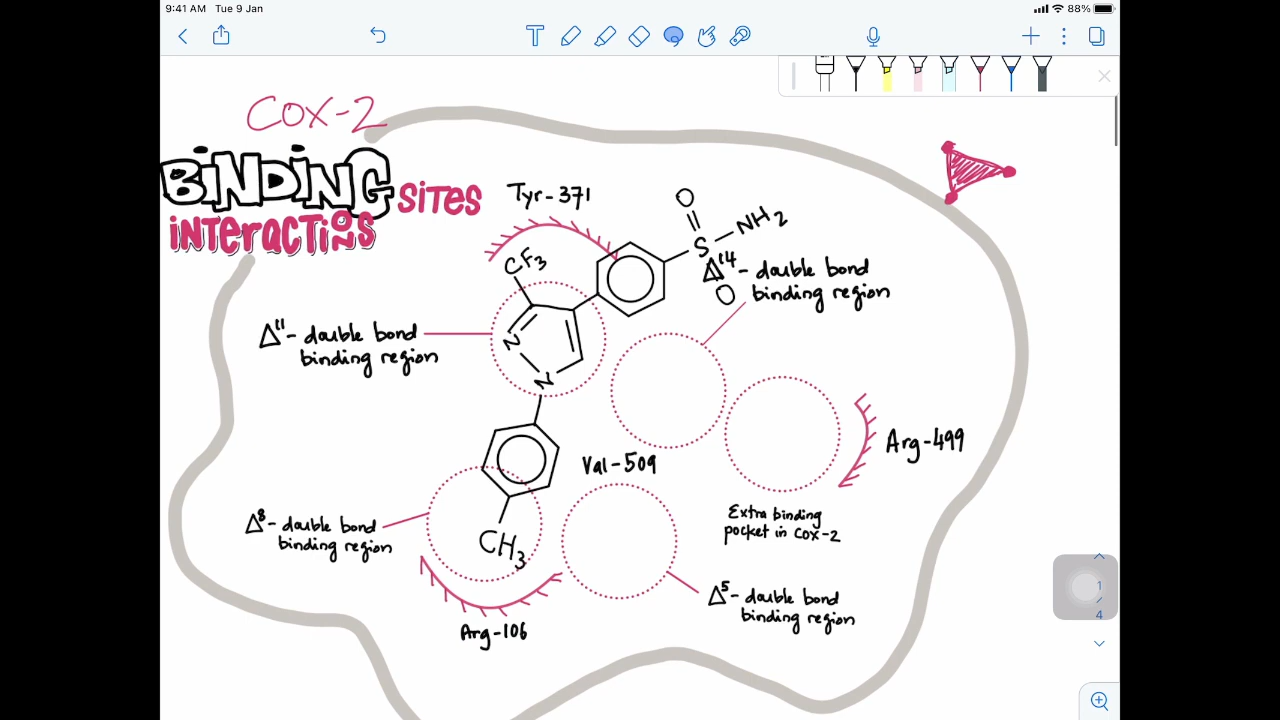 9:41 AM Tue 9 Jan
88%
T
COX-2
BINDING
SITES
INTERACTIONS
Tyr-371
O
S
NH2
O
CF3
Δ14 - double bond
binding region
Δ11 - double bond
binding region
N
N
Arg-499
Val-509
Extra binding
pocket in COX-2
Δ8 - double bond
binding region
CH3
Δ5 - double bond
binding region
Arg-106
1
/
4